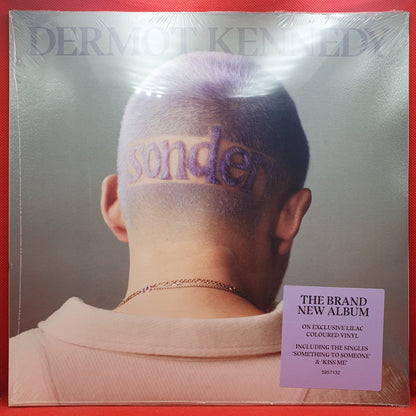 DERMOT KENNEDY
sonder
THE BRAND
NEW ALBUM
ON EXCLUSIVE LILAC
COLOURED VINYL
INCLUDING THE SINGLES
'SOMETHING TO SOMEONE'
& 'KISS ME'
5957132